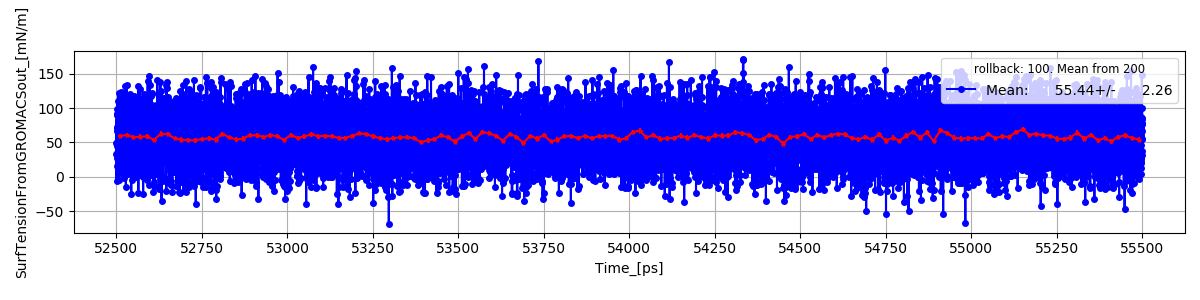 SurfTensionFromGROMACSout_[mN/m]
150
100
50
0
−50
rollback: 100; Mean from 200
Mean: 55.44+/- 2.26
52500 52750 53000 53250 53500 53750 54000 54250 54500 54750 55000 55250 55500
Time_[ps]